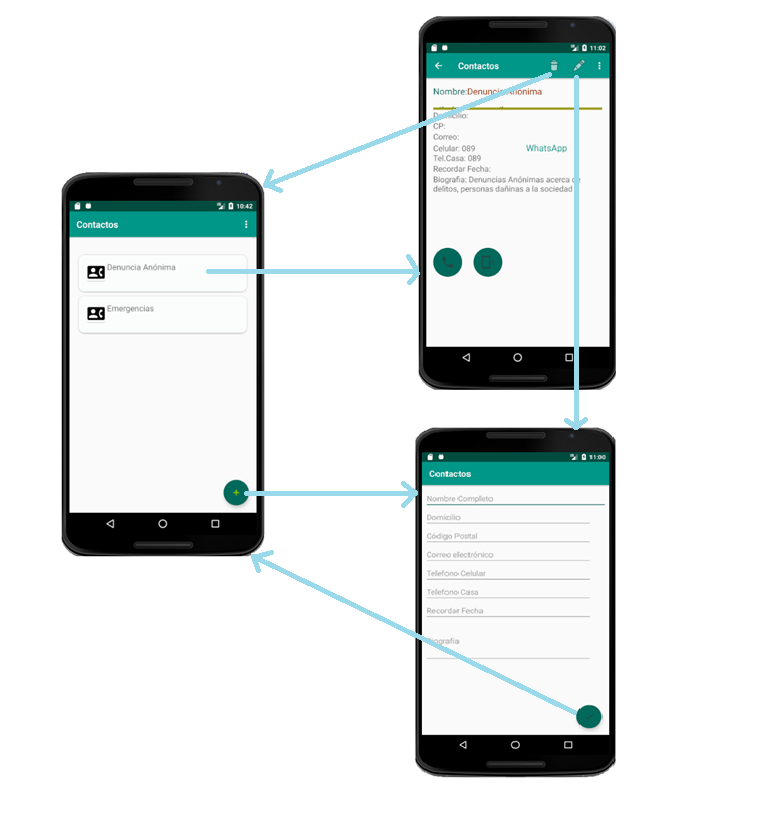 10:42
Contactos
Denuncia Anónima
Emergencias
+
11:02
Contactos
Nombre:Denuncia Anónima
Domicilio:
CP:
Correo:
Celular: 089 WhatsApp
Tel.Casa: 089
Recordar Fecha:
Biografia: Denuncias Anónimas acerca de
delitos, personas dañinas a la sociedad
11:00
Contactos
Nombre Completo
Domicilio
Código Postal
Correo electrónico
Telefono Celular
Telefono Casa
Recordar Fecha
Biografía